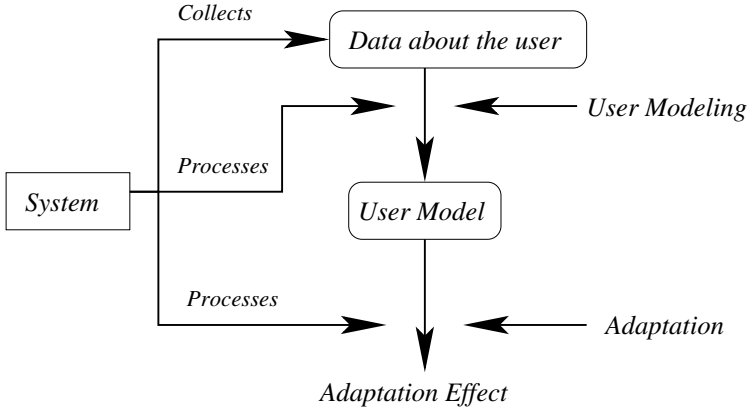 Collects
Data about the user
User Modeling
Processes
System
User Model
Processes
Adaptation
Adaptation Effect